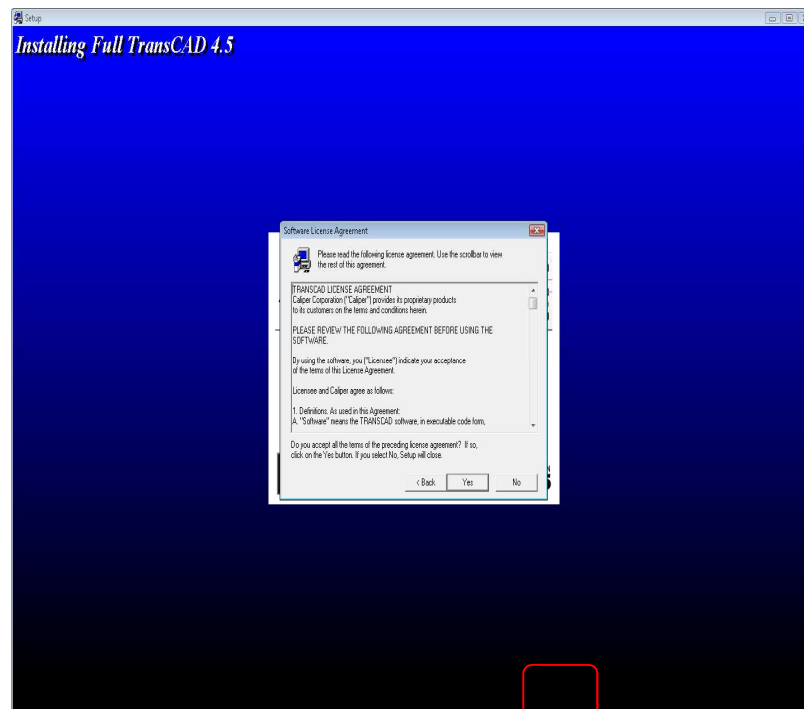 Setup
Installing Full TransCAD 4.5
Software License Agreement
Please read the following license agreement. Use the scrollbar to view
the rest of this agreement.
TRANSCAD LICENSE AGREEMENT
Caliper Corporation ("Caliper") provides its proprietary products
to its customers on the terms and conditions herein.
PLEASE REVIEW THE FOLLOWING AGREEMENT BEFORE USING THE
SOFTWARE.
By using the software, you ("Licensee") indicate your acceptance
of the terms of this License Agreement.
Licensee and Caliper agree as follows:
1. Definitions. As used in this Agreement:
A. "Software" means the TRANSCAD software, in executable code form,
Do you accept all the terms of the preceding license agreement? If so,
click on the Yes button. If you select No, Setup will close.
< Back Yes No